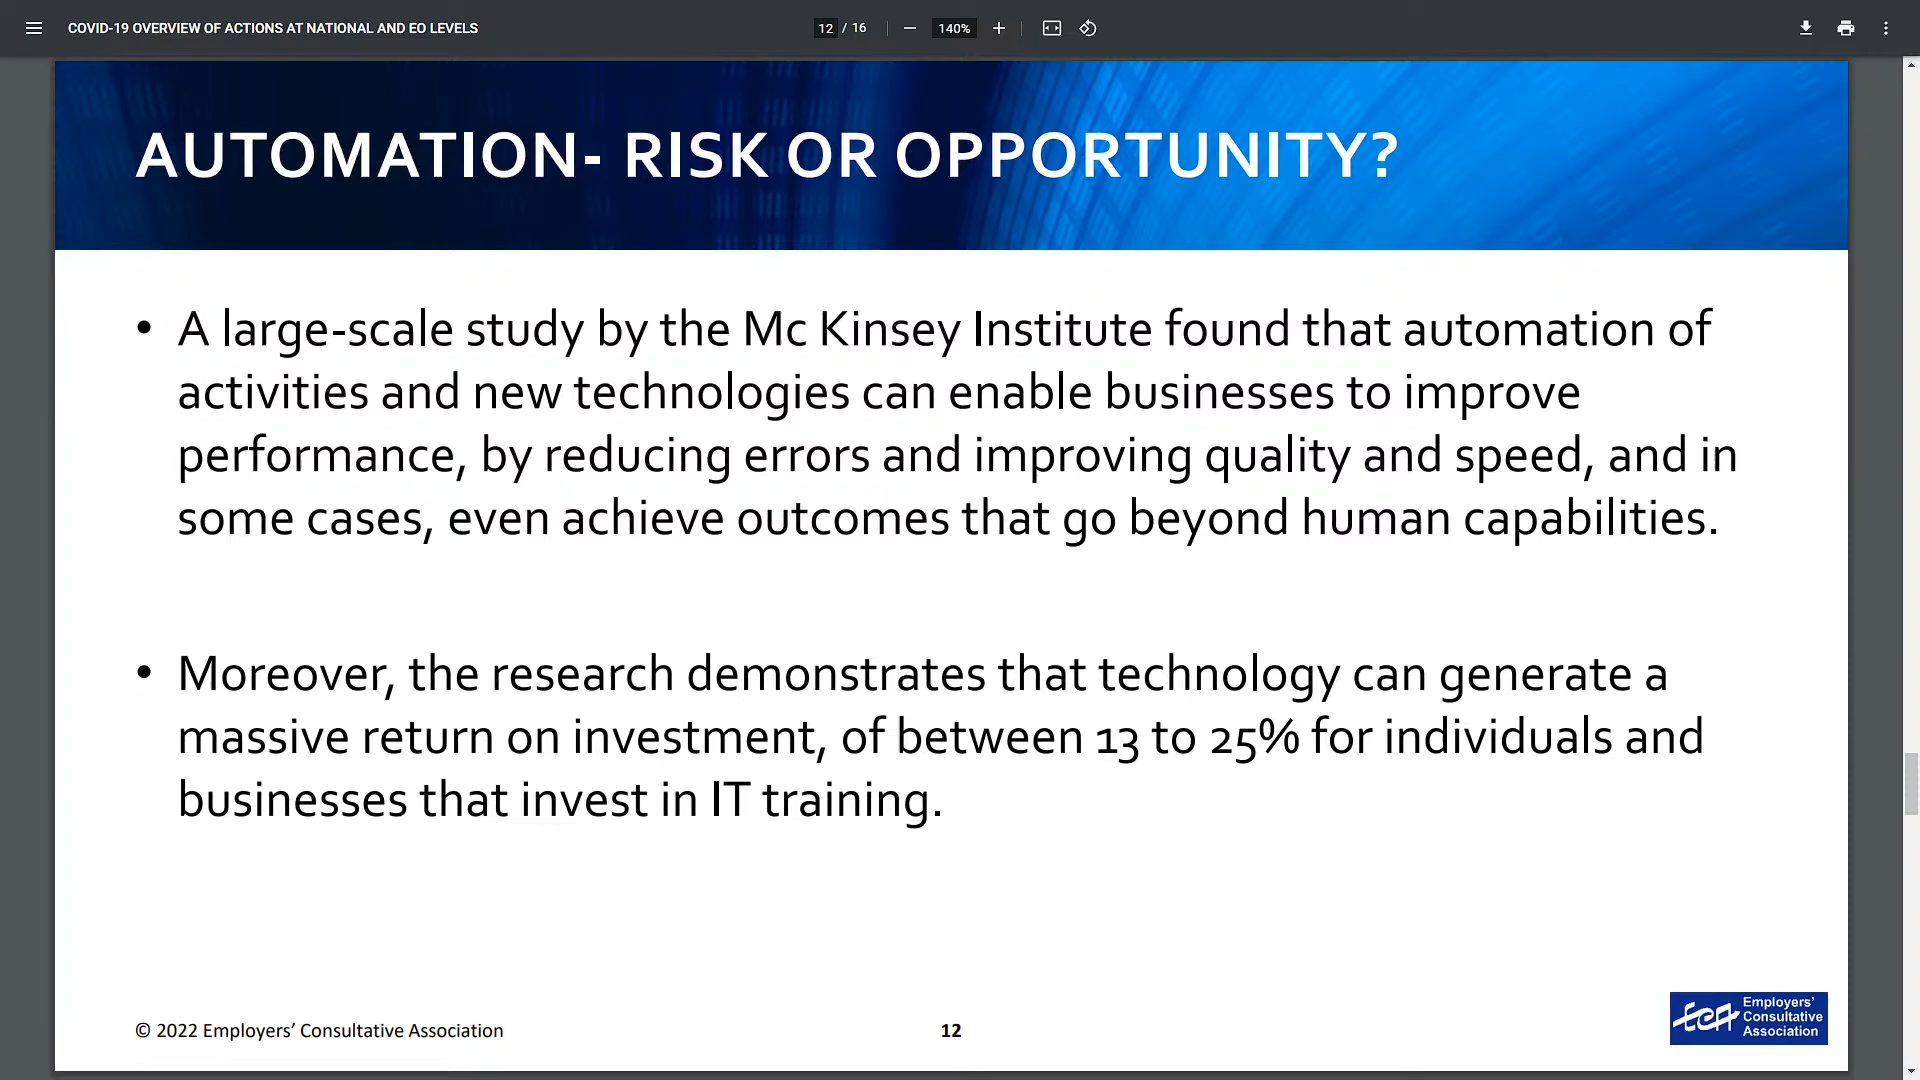 COVID-19 OVERVIEW OF ACTIONS AT NATIONAL AND EO LEVELS
12 / 16
140%
AUTOMATION- RISK OR OPPORTUNITY?
• A large-scale study by the Mc Kinsey Institute found that automation of
activities and new technologies can enable businesses to improve
performance, by reducing errors and improving quality and speed, and in
some cases, even achieve outcomes that go beyond human capabilities.
• Moreover, the research demonstrates that technology can generate a
massive return on investment, of between 13 to 25% for individuals and
businesses that invest in IT training.
© 2022 Employers’ Consultative Association
12
eca
Employers’
Consultative
Association